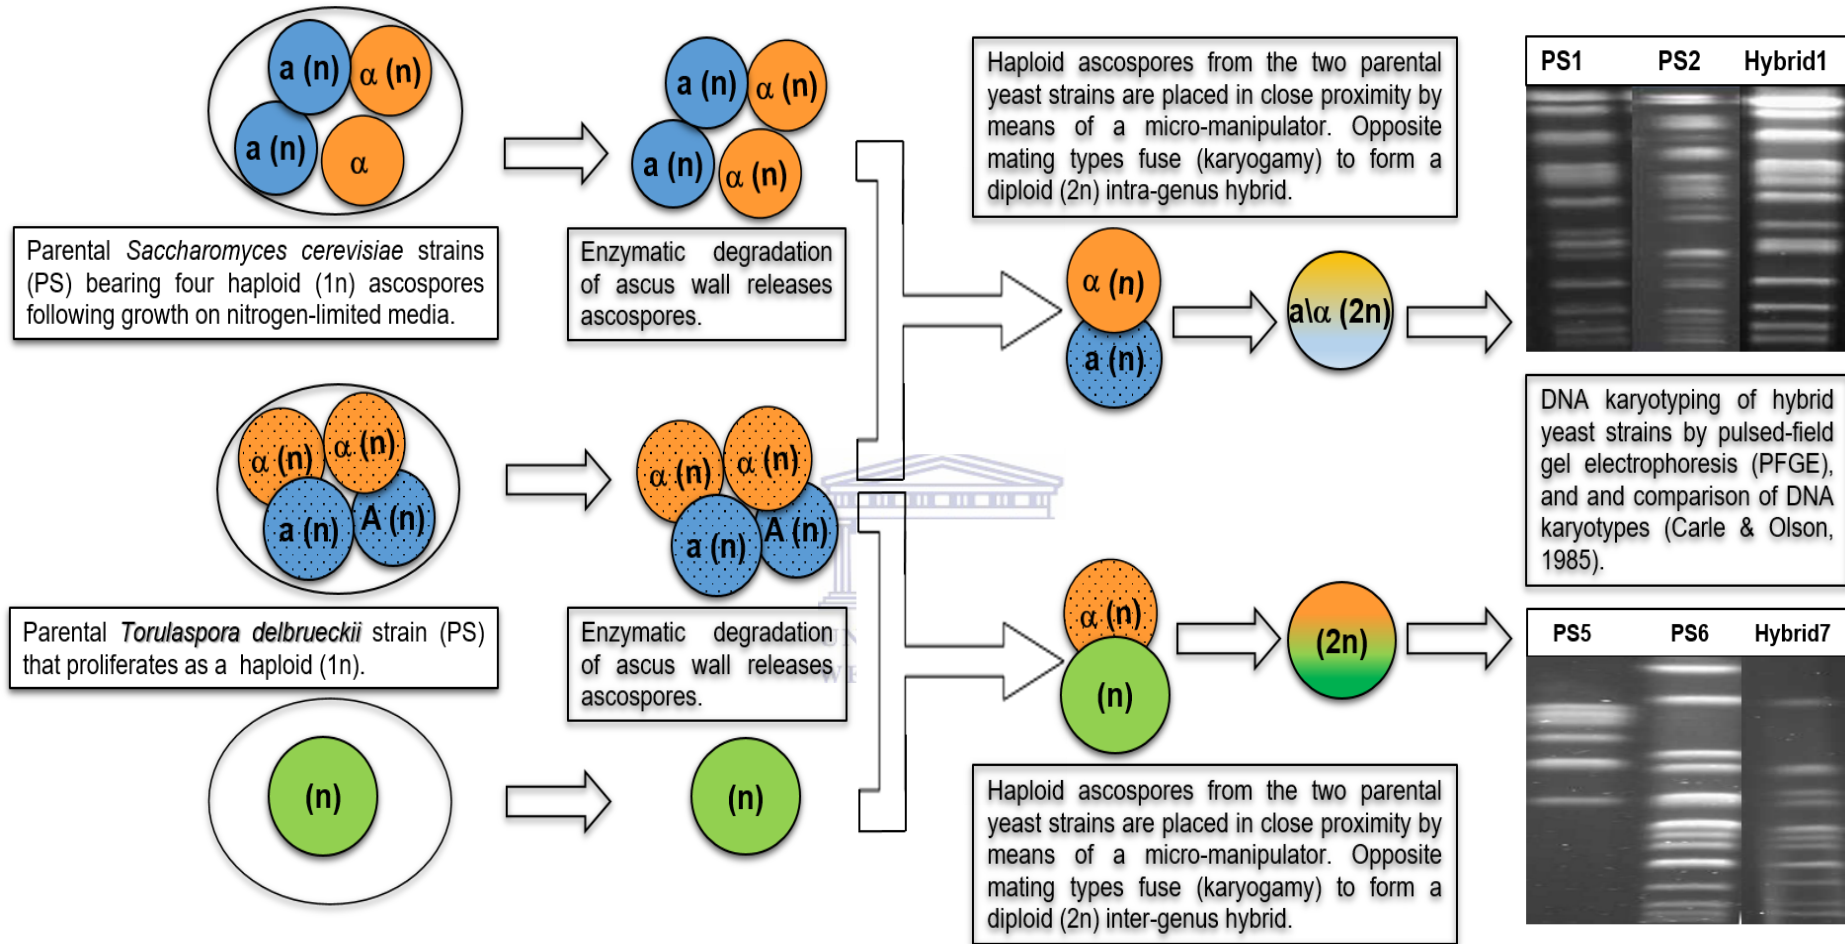 a (n)
α (n)
a (n)
α
a (n)
α (n)
a (n)
α (n)
Parental Saccharomyces cerevisiae strains
(PS) bearing four haploid (1n) ascospores
following growth on nitrogen-limited media.
Enzymatic degradation
of ascus wall releases
ascospores.
Haploid ascospores from the two parental
yeast strains are placed in close proximity by
means of a micro-manipulator. Opposite
mating types fuse (karyogamy) to form a
diploid (2n) intra-genus hybrid.
α (n)
a (n)
a\α (2n)
PS1 PS2 Hybrid1
DNA karyotyping of hybrid
yeast strains by pulsed-field
gel electrophoresis (PFGE),
and and comparison of DNA
karyotypes (Carle & Olson,
1985).
α (n)
α (n)
a (n)
A (n)
α (n)
α (n)
a (n)
A (n)
Parental Torulaspora delbrueckii strain (PS)
that proliferates as a haploid (1n).
Enzymatic degradation
of ascus wall releases
ascospores.
(n)
(n)
α (n)
(n)
(2n)
Haploid ascospores from the two parental
yeast strains are placed in close proximity by
means of a micro-manipulator. Opposite
mating types fuse (karyogamy) to form a
diploid (2n) inter-genus hybrid.
PS5 PS6 Hybrid7